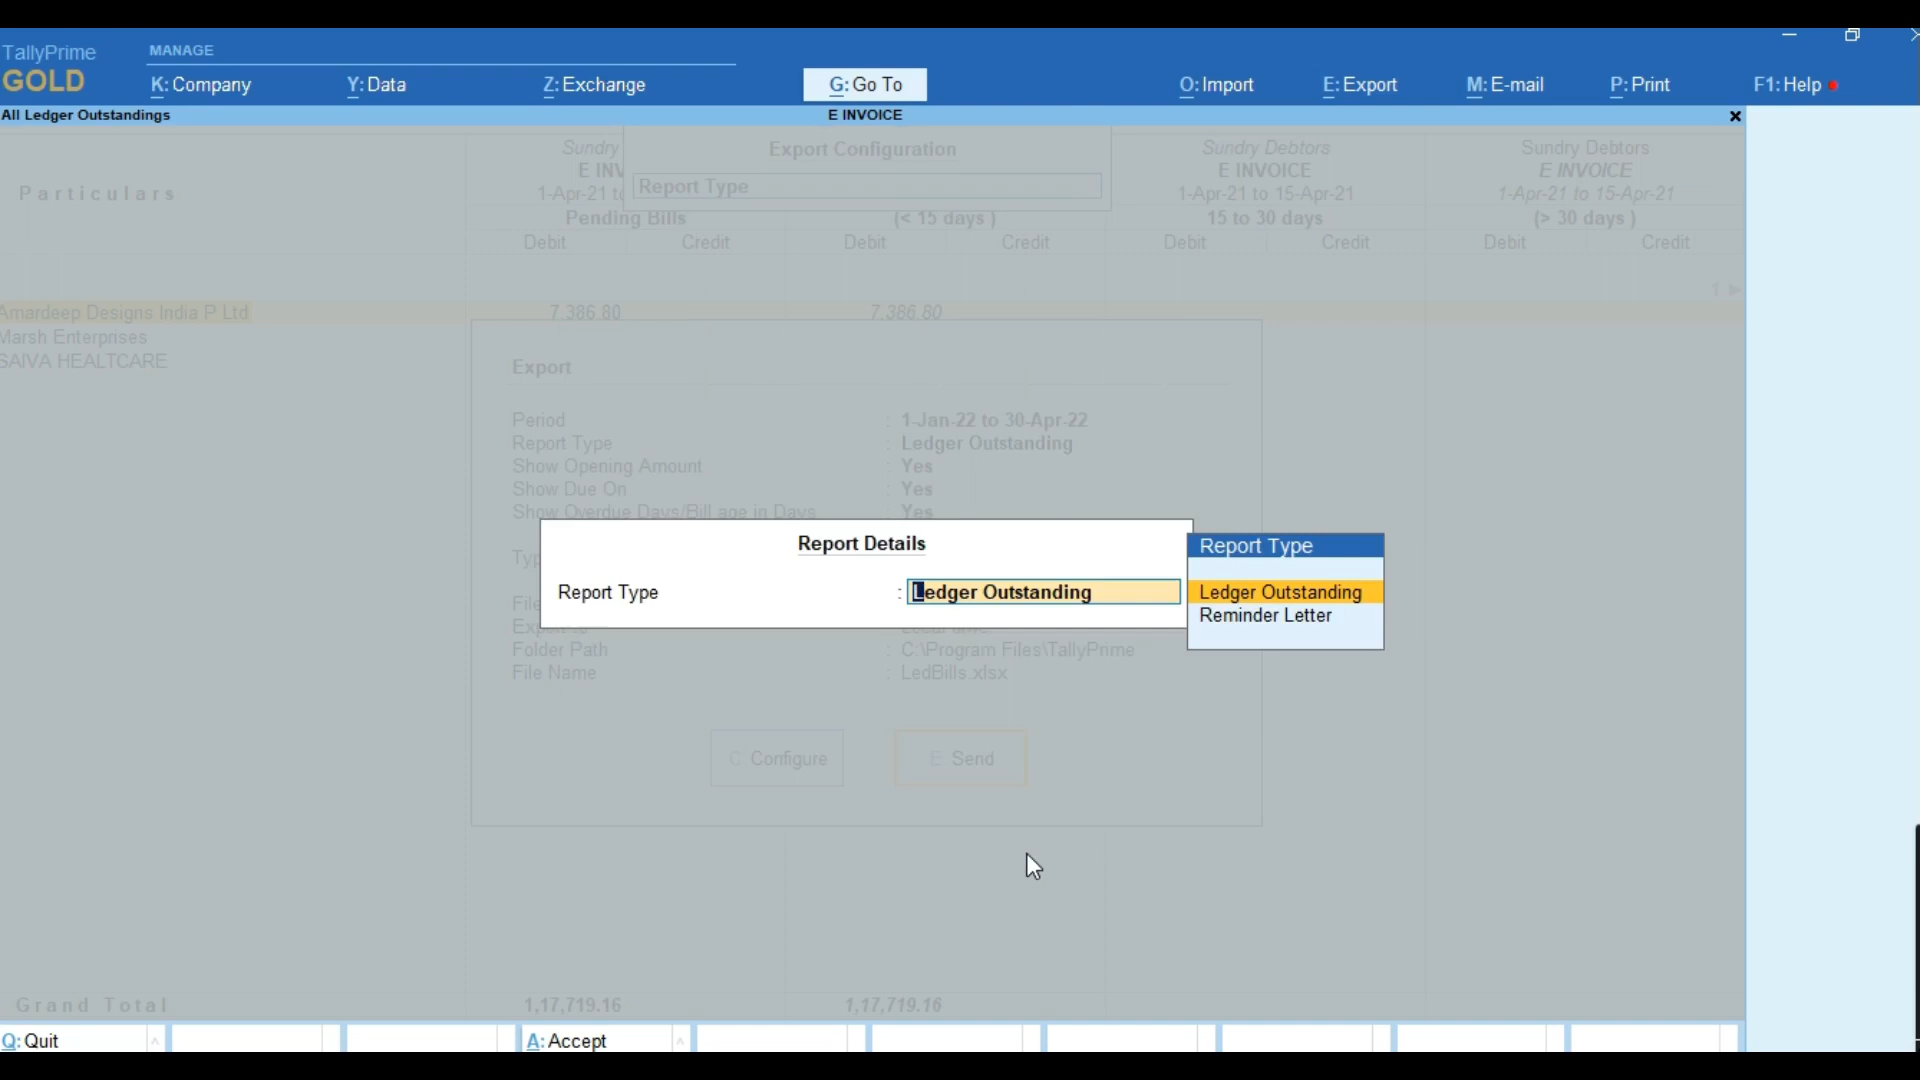 TallyPrime
GOLD
MANAGE
K: Company
Y: Data
Z: Exchange
G: Go To
O: Import
E: Export
M: E-mail
P: Print
F1: Help
All Ledger Outstandings
E INVOICE
Particulars
Sundry
E INV
1-Apr-21 to
Pending Bills
Debit Credit
Export Configuration
Report Type
(< 15 days )
Debit Credit
Sundry Debtors
E INVOICE
1-Apr-21 to 15-Apr-21
15 to 30 days
Debit Credit
Sundry Debtors
E INVOICE
1-Apr-21 to 15-Apr-21
(> 30 days )
Debit Credit
1
Amardeep Designs India P Ltd 7,386.80 7,386.80
Marsh Enterprises
SAIVA HEALTCARE
Export
Period : 1-Jan-22 to 30-Apr-22
Report Type : Ledger Outstanding
Show Opening Amount : Yes
Show Due On : Yes
Show Overdue Days/Bill age in Days : Yes
Report Details
Report Type : Ledger Outstanding
Report Type
Ledger Outstanding
Reminder Letter
Folder Path : C:\Program Files\TallyPrime
File Name : LedBills.xlsx
C: Configure
E: Send
Grand Total 1,17,719.16 1,17,719.16
Q: Quit
A: Accept